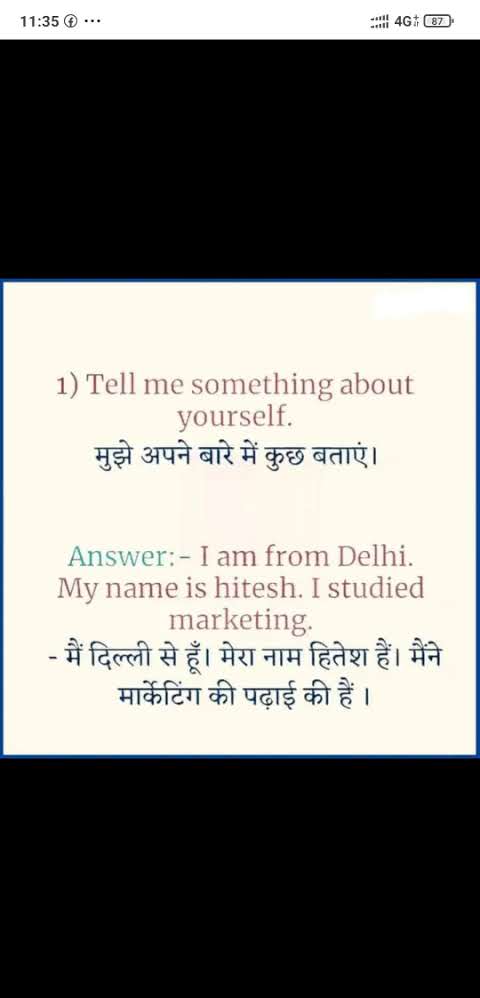 11:35
4G
87
1) Tell me something about
yourself.
मुझे अपने बारे में कुछ बताएं।
Answer:- I am from Delhi.
My name is hitesh. I studied
marketing.
- मैं दिल्ली से हूँ। मेरा नाम हितेश हैं। मैंने
मार्केटिंग की पढ़ाई की हैं ।